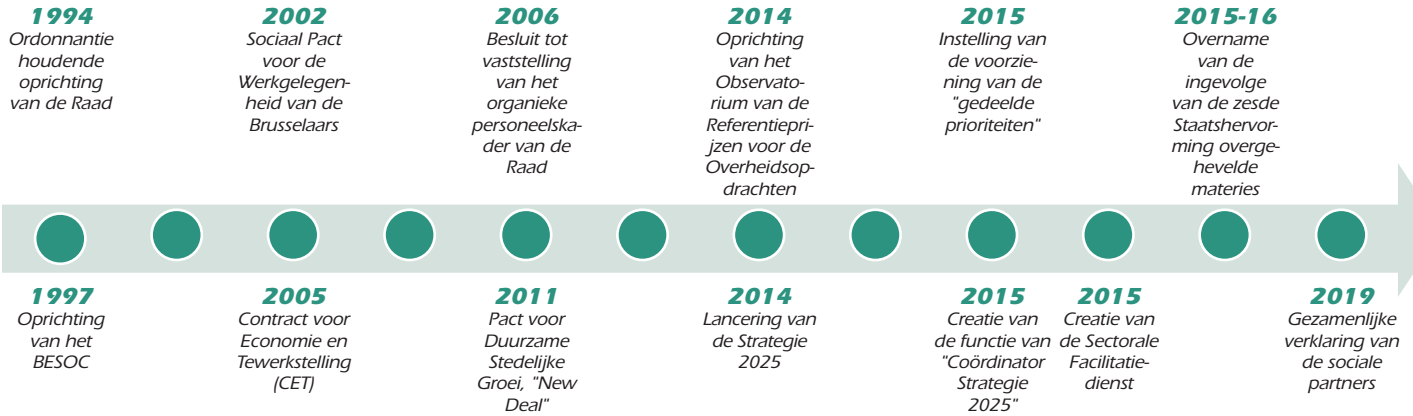 1994
Ordonnantie
houdende
oprichting
van de Raad
2002
Sociaal Pact
voor de
Werkgelegen-
heid van de
Brusselaars
2006
Besluit tot
vaststelling
van het
organieke
personeelska-
der van de
Raad
2014
Oprichting
van het
Observato-
rium van de
Referentiepri-
jzen voor de
Overheidsop-
drachten
2015
Instelling van
de voorzie-
ning van de
"gedeelde
prioriteiten"
2015-16
Overname
van de
ingevolge
van de zesde
Staatshervor-
ming overge-
hevelde
materies
1997
Oprichting
van het
BESOC
2005
Contract voor
Economie en
Tewerkstelling
(CET)
2011
Pact voor
Duurzame
Stedelijke
Groei, "New
Deal"
2014
Lancering van
de Strategie
2025
2015
Creatie van
de functie van
"Coördinator
Strategie
2025"
2015
Creatie van
de Sectorale
Facilitatie-
dienst
2019
Gezamenlijke
verklaring van
de sociale
partners